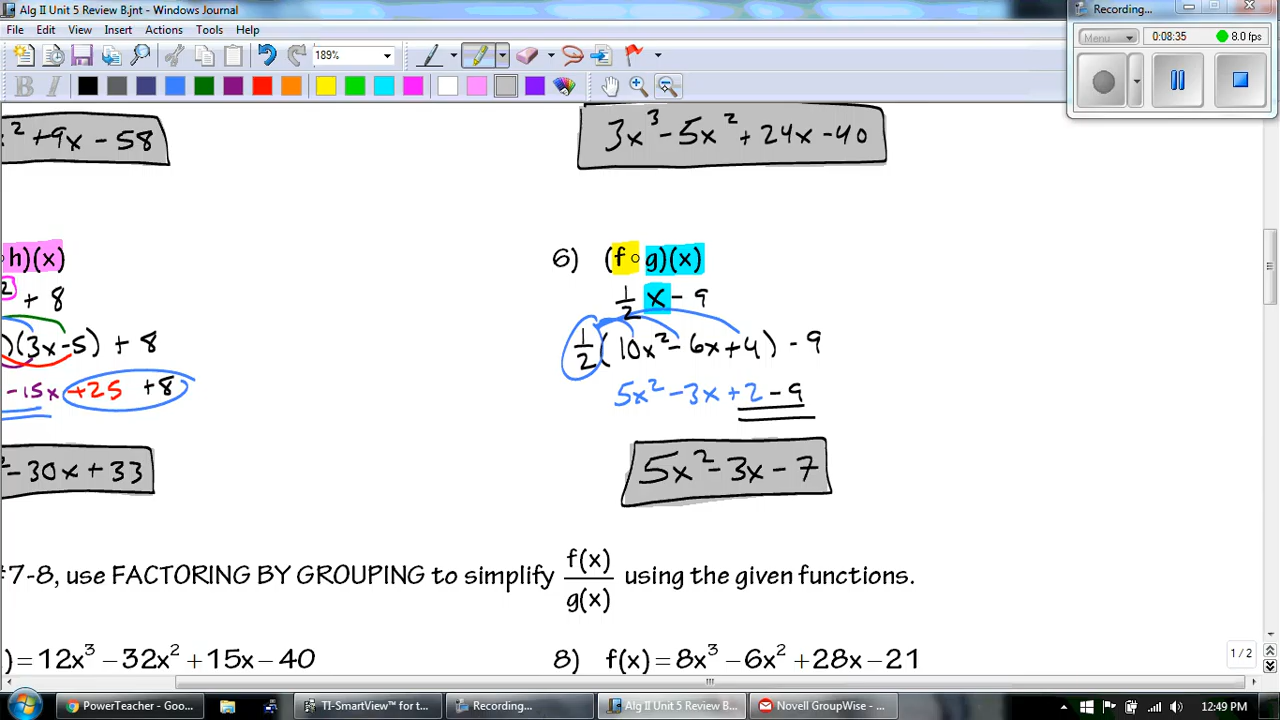 Alg II Unit 5 Review B.jnt - Windows Journal
Recording...
File Edit View Insert Actions Tools Help
Menu
0:08:35
8.0 fps
189%
B I
x² +9x - 58
3x³ - 5x² + 24x - 40
h)(x)
6) (f ∘ g)(x)
2 + 8
1/2 x - 9
)(3x-5) + 8
1/2 (10x² - 6x + 4) - 9
-15x +25 +8
5x² - 3x + 2 - 9
² - 30x + 33
5x² - 3x - 7
#7-8, use FACTORING BY GROUPING to simplify f(x)/g(x) using the given functions.
) = 12x³ - 32x² + 15x - 40
8) f(x) = 8x³ - 6x² + 28x - 21
1 / 2
PowerTeacher - Goo...
TI-SmartView™ for t...
Recording...
Alg II Unit 5 Review B...
Novell GroupWise - ...
12:49 PM